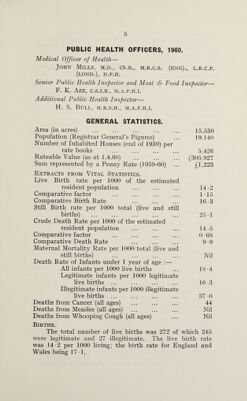 5
PUBLIC HEALTH OFFICERS, 1960.
Medical Officer of Health—
John Mills, M.D., Ch.B., M.R.C.S. (ENG)., L.R.C.P.
(LOND.), D.P.H.
Senior Public Health Inspector and Meat & Food Inspector—
F. K. Aze, C.S.I.B., M.A.P.H.I.
Additional Public Health Inspector—
H. S. Bull, M.R.S.H., M.A.P.H.I.
GENERAL STATISTICS.
Area (in acres) ... ... ... ... ... 15,530
Population (Registrar General's Figures) ... 19,140
Number of Inhabited Houses (end of 1959) per
rate books ... ... ... ... ... 5,426
Rateable Value (as at 1.4.60) ... ... ... £305,927
Sum represented by a Penny Rate (1959-60) ... £1,223
Extracts from Vital Statistics.
Live Birth rate per 1000 of the estimated
resident population ... ... ... 14·2
Comparative factor ... ... ... ... 1·15
Comparative Birth Rate ... ... ... 16·3
Still Birth rate per 1000 total (live and still
births) ... ... ... ... ... 25·1
Crude Death Rate per 1000 of the estimated
resident population ... ... ... 14·5
Comparative factor ... ... ... ... 0·68
Comparative Death Rate ... ... ... 9·9
Maternal Mortality Rate per 1000 total (live and
still births) ... ... ... ... Nil
Death Rate of Infants under 1 year of age :—
All infants per 1000 live births ... 18·4
Legitimate infants per 1000 legitimate
live births ... ... ... ... 16·3
Illegitimate infants per 1000 illegitimate
live births ... ... ... ... 37·0
Deaths from Cancer (all ages) ... ... ... 44
Deaths from Measles (all ages) ... ... Nil
Deaths from Whooping Cough (all ages) ... Nil
Births.
The total number of live births was 272 of which 245
were legitimate and 27 illegitimate. The live birth rate
was 14·2 per 1000 living; the birth rate for England and
Wales being 17·1.